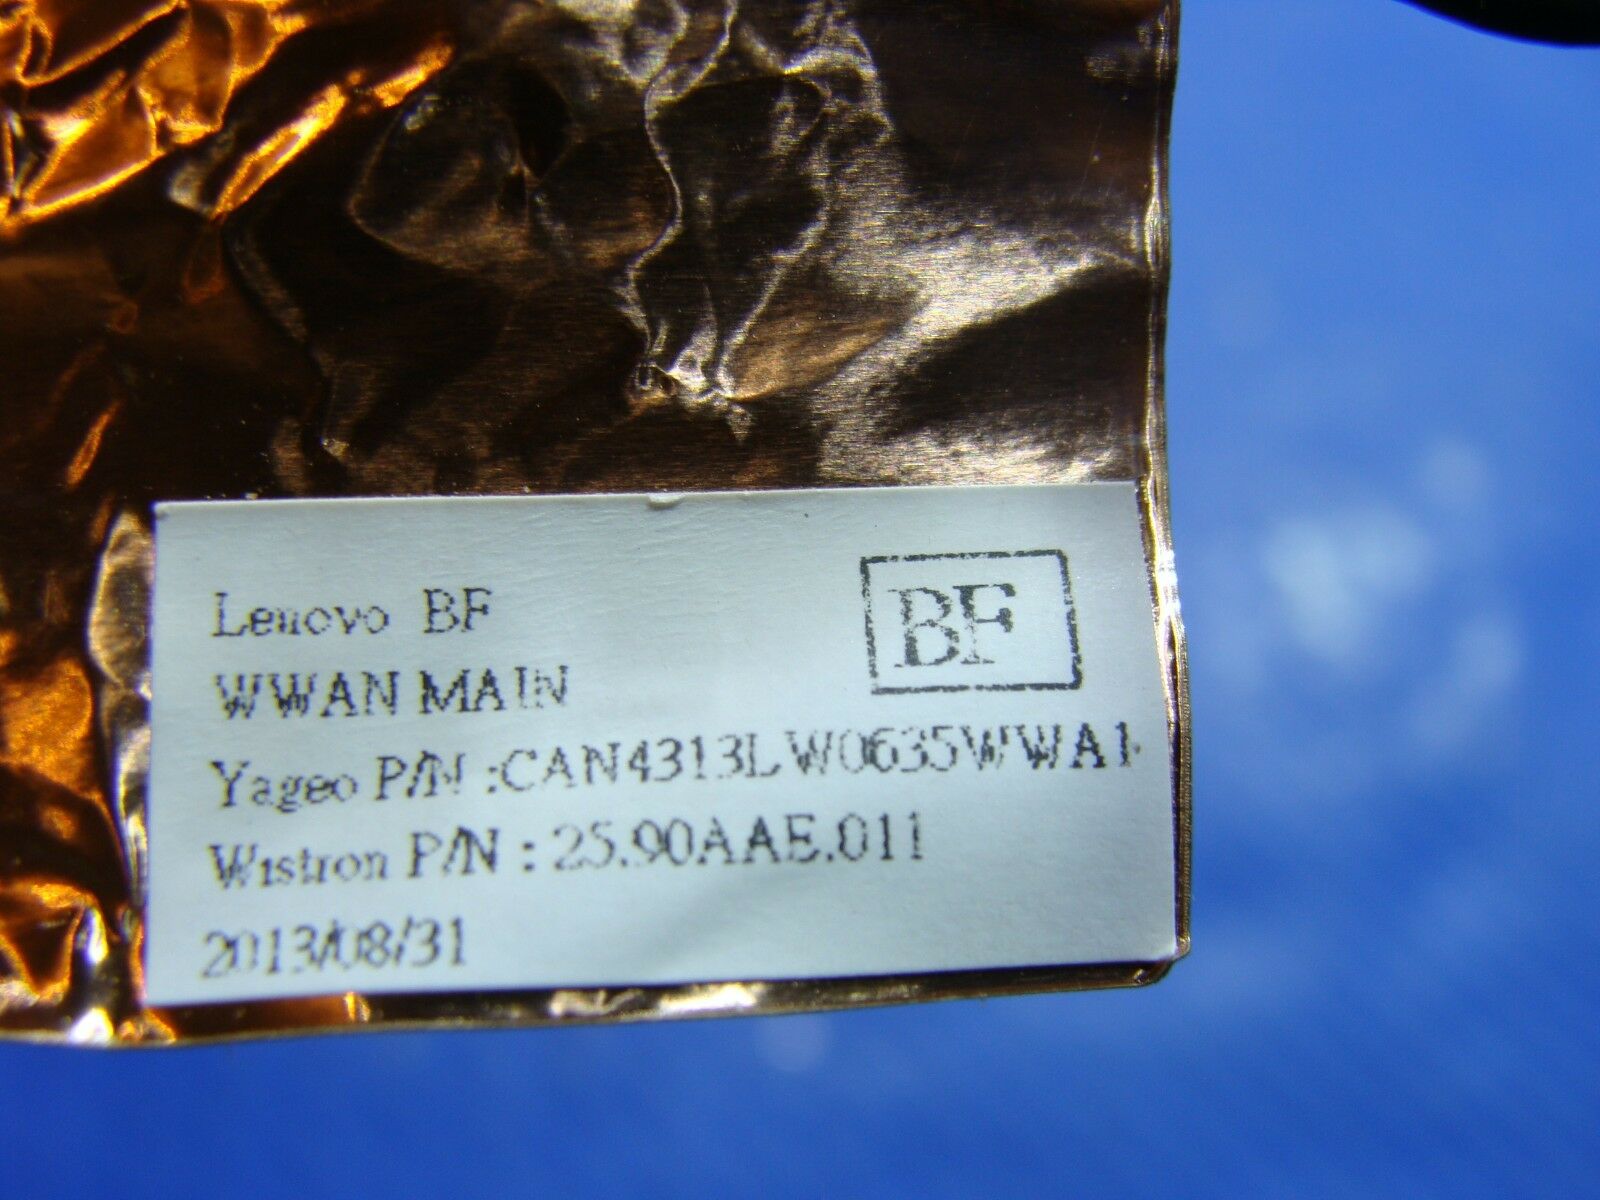 Lenovo BF
BF
WWAN MAIN
Yageo P/N :CAN4313LW0635WWA1
Wistron P/N : 25.90AAE.011
2013/08/31